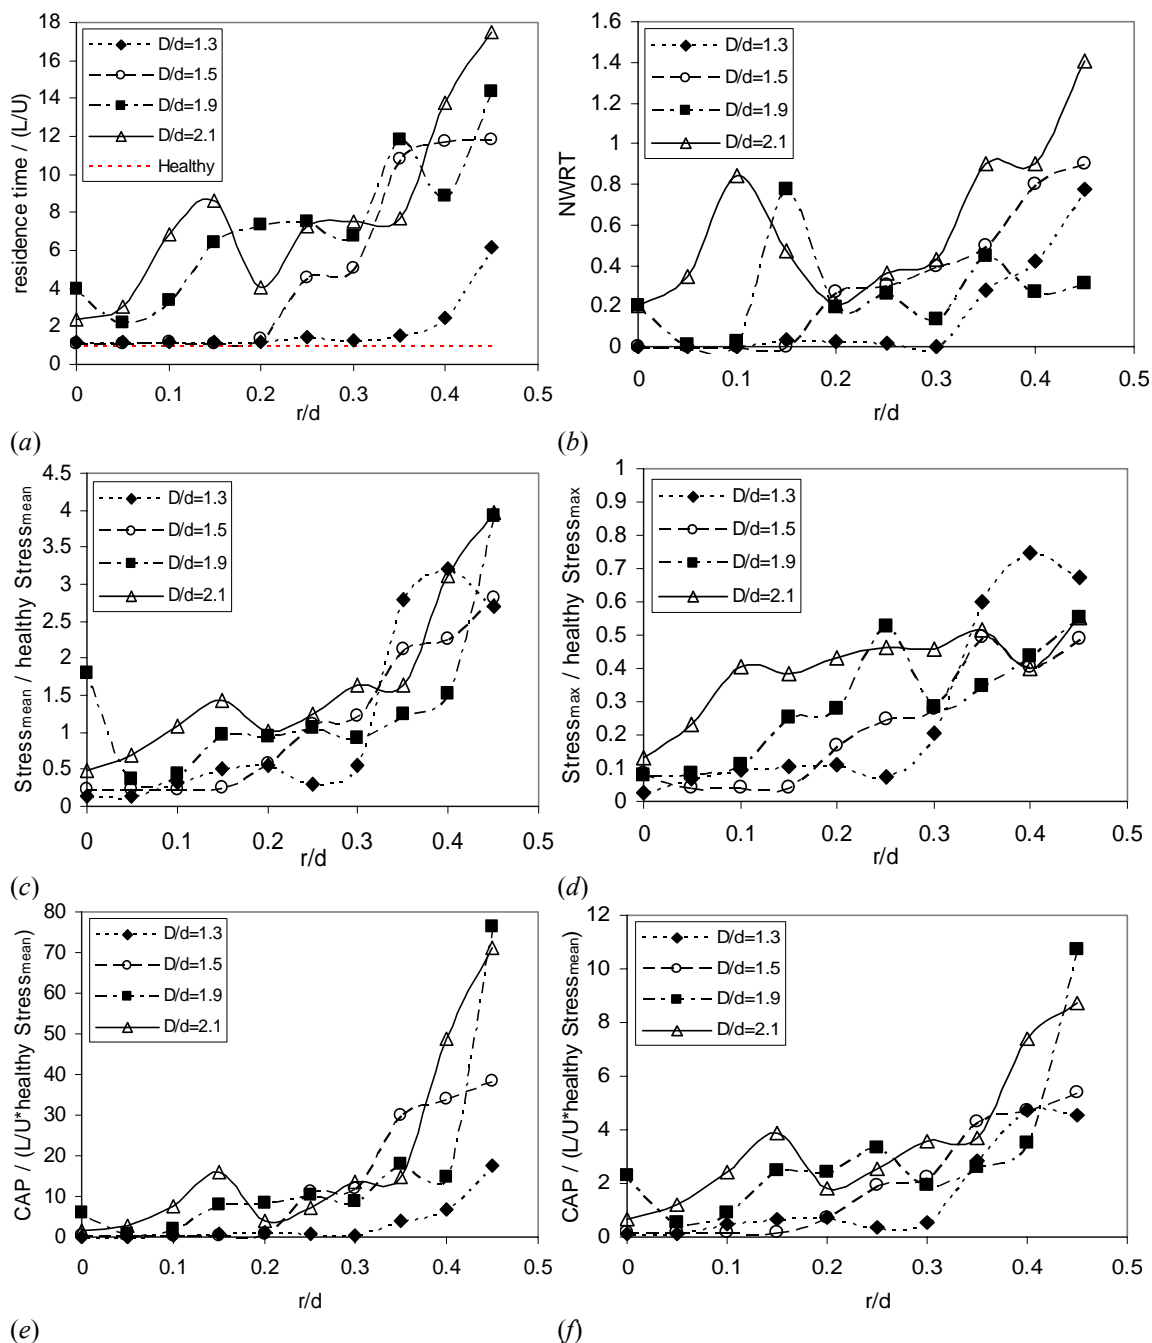 18
16
14
12
10
8
6
4
2
0
residence time / (L/U)
D/d=1.3
D/d=1.5
D/d=1.9
D/d=2.1
Healthy
0 0.1 0.2 0.3 0.4 0.5
r/d
(a)
1.6
1.4
1.2
1
0.8
0.6
0.4
0.2
0
NWRT
D/d=1.3
D/d=1.5
D/d=1.9
D/d=2.1
0 0.1 0.2 0.3 0.4 0.5
r/d
(b)
4.5
4
3.5
3
2.5
2
1.5
1
0.5
0
Stressmean / healthy Stressmean
D/d=1.3
D/d=1.5
D/d=1.9
D/d=2.1
0 0.1 0.2 0.3 0.4 0.5
r/d
(c)
1
0.9
0.8
0.7
0.6
0.5
0.4
0.3
0.2
0.1
0
Stressmax / healthy Stressmax
D/d=1.3
D/d=1.5
D/d=1.9
D/d=2.1
0 0.1 0.2 0.3 0.4 0.5
r/d
(d)
80
70
60
50
40
30
20
10
0
CAP / (L/U*healthy Stressmean)
D/d=1.3
D/d=1.5
D/d=1.9
D/d=2.1
0 0.1 0.2 0.3 0.4 0.5
r/d
(e)
12
10
8
6
4
2
0
CAP / (L/U*healthy Stressmean)
D/d=1.3
D/d=1.5
D/d=1.9
D/d=2.1
0 0.1 0.2 0.3 0.4 0.5
r/d
(f)